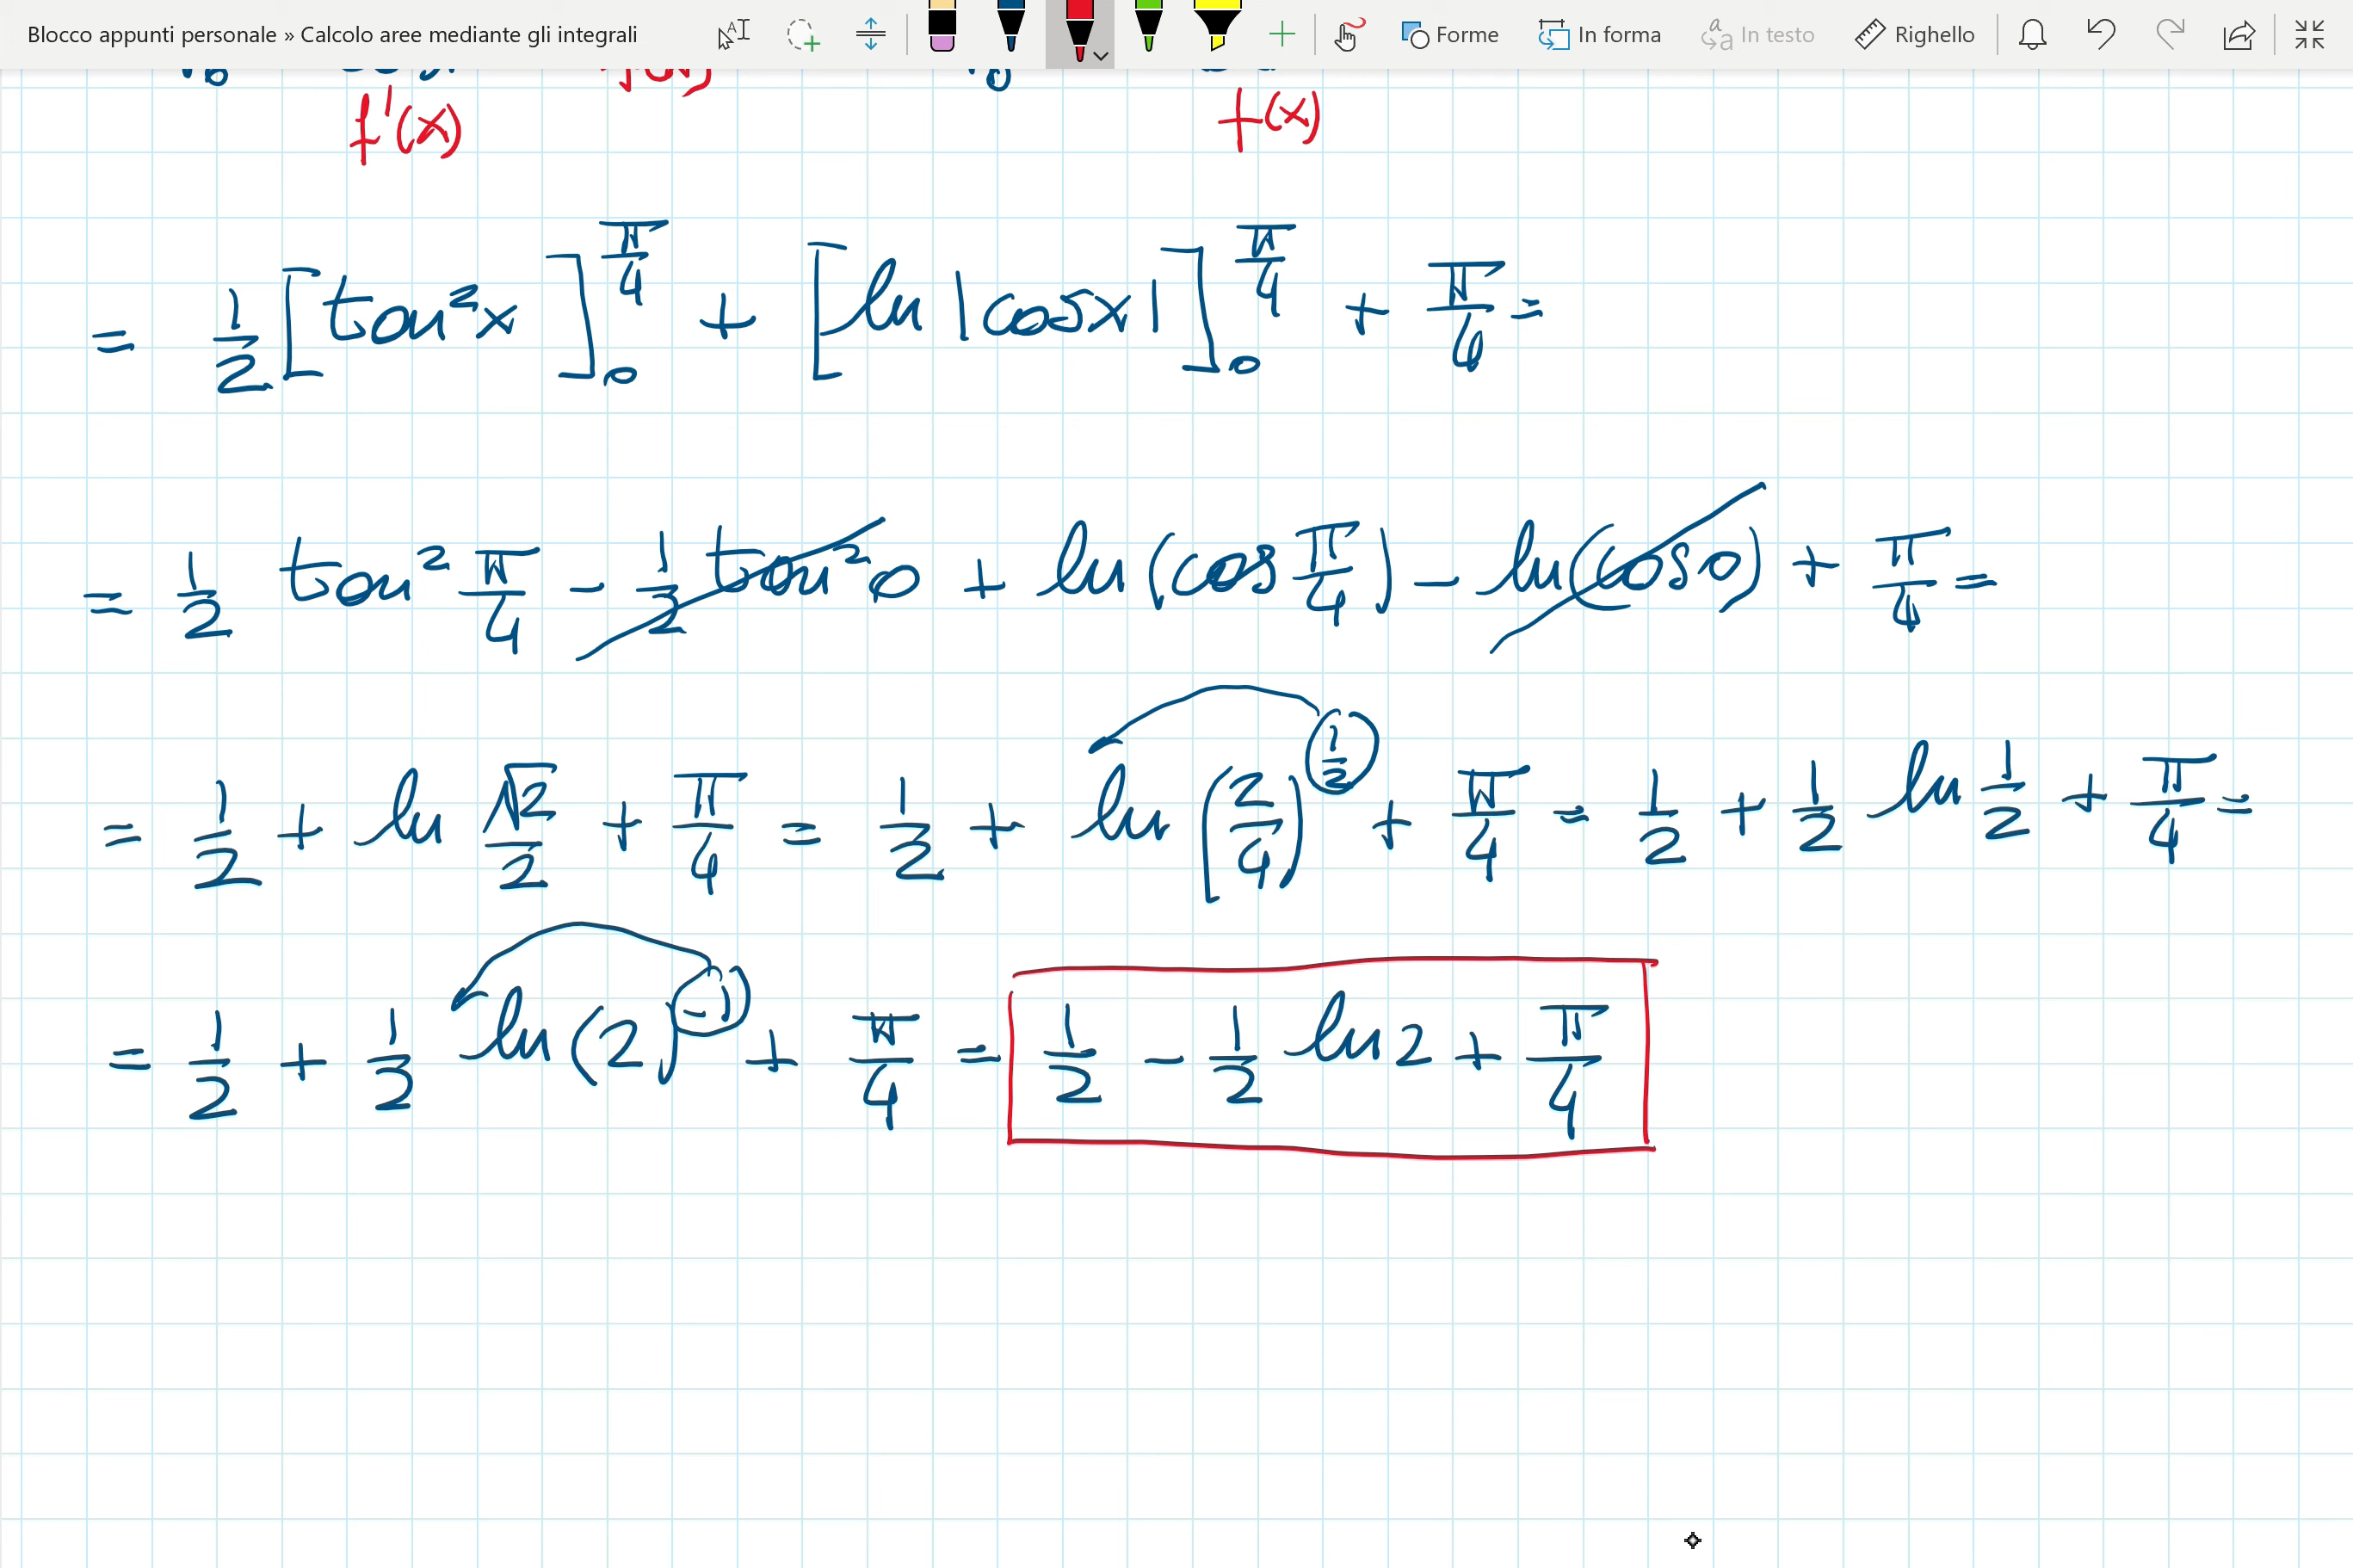 Blocco appunti personale » Calcolo aree mediante gli integrali Forme In forma In testo Righello
f'(x) f(x)
= 1/2 [tan²x]₀^(π/4) + [ln |cosx|]₀^(π/4) + π/4 =
= 1/2 tan² π/4 - 1/2 tan² 0 + ln(cos π/4) - ln(cos 0) + π/4 =
= 1/2 + ln √2/2 + π/4 = 1/2 + ln (2/4)^(1/2) + π/4 = 1/2 + 1/2 ln 1/2 + π/4 =
= 1/2 + 1/2 ln (2)^(-1) + π/4 = 1/2 - 1/2 ln 2 + π/4